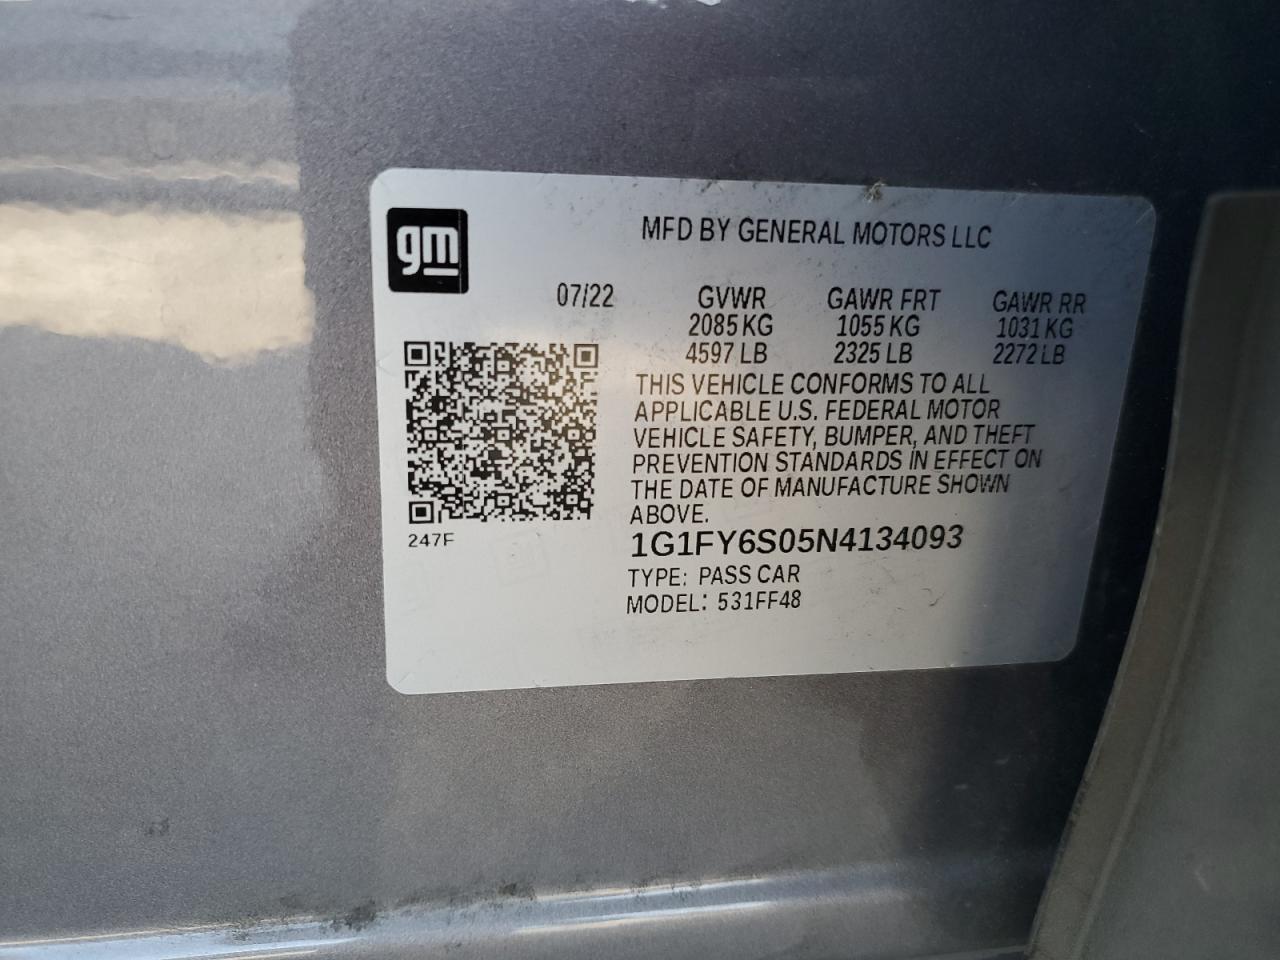 gm
MFD BY GENERAL MOTORS LLC
07/22 GVWR GAWR FRT GAWR RR
2085 KG 1055 KG 1031 KG
4597 LB 2325 LB 2272 LB
THIS VEHICLE CONFORMS TO ALL
APPLICABLE U.S. FEDERAL MOTOR
VEHICLE SAFETY, BUMPER, AND THEFT
PREVENTION STANDARDS IN EFFECT ON
THE DATE OF MANUFACTURE SHOWN
ABOVE.
247F
1G1FY6S05N4134093
TYPE: PASS CAR
MODEL: 531FF48